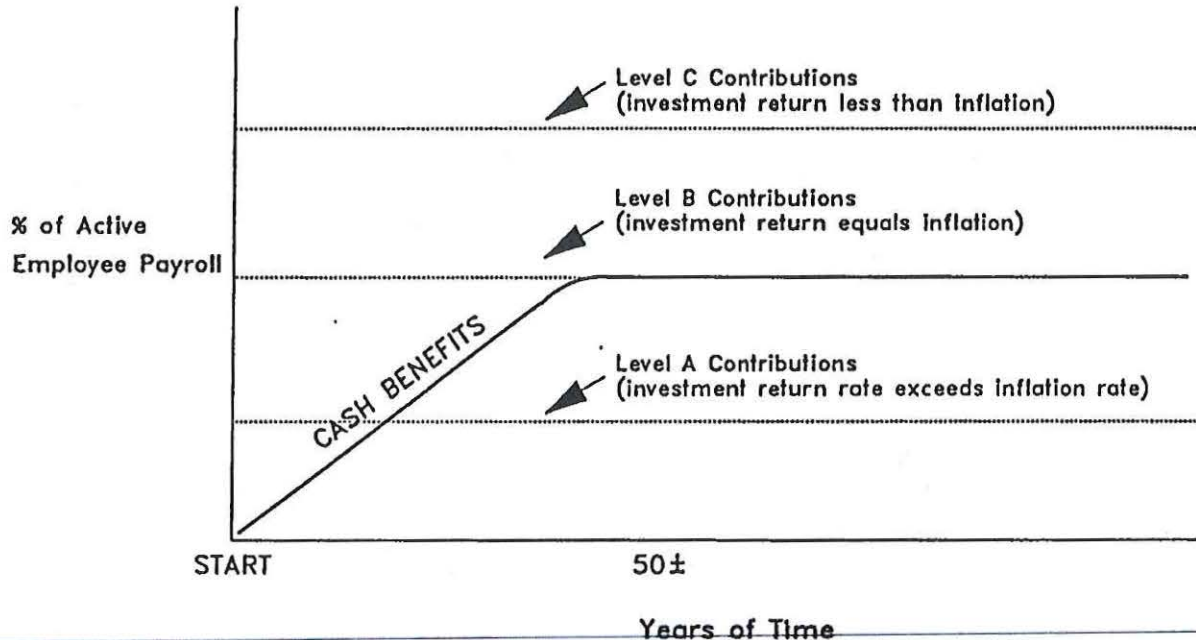 Level C Contributions
(investment return less than inflation)
Level B Contributions
(investment return equals inflation)
% of Active
Employee Payroll
CASH BENEFITS
Level A Contributions
(investment return rate exceeds inflation rate)
START
50±
Years of Time